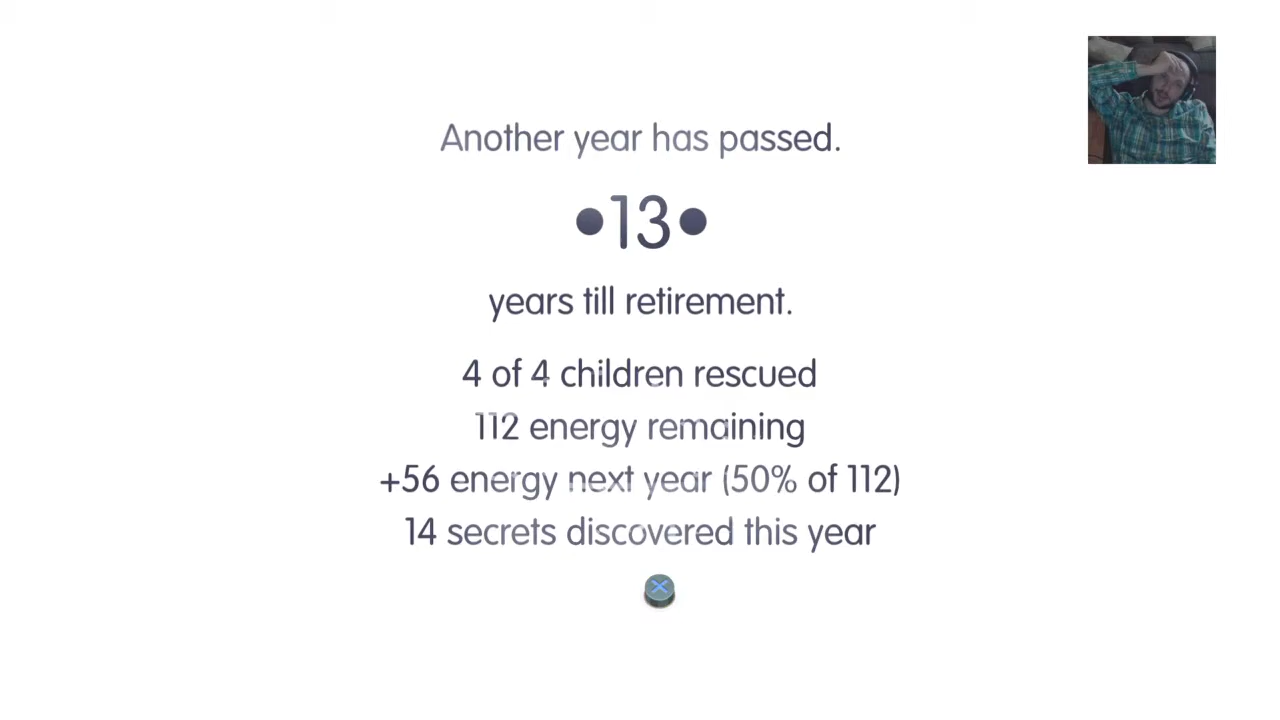 Another year has passed.
•13•
years till retirement.
4 of 4 children rescued
112 energy remaining
+56 energy next year (50% of 112)
14 secrets discovered this year